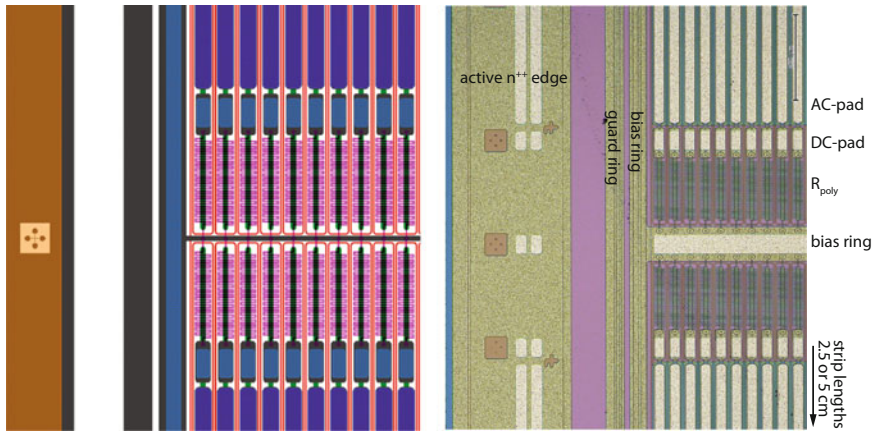 active n++ edge
guard ring
bias ring
AC-pad
DC-pad
Rpoly
bias ring
strip lengths
2.5 or 5 cm